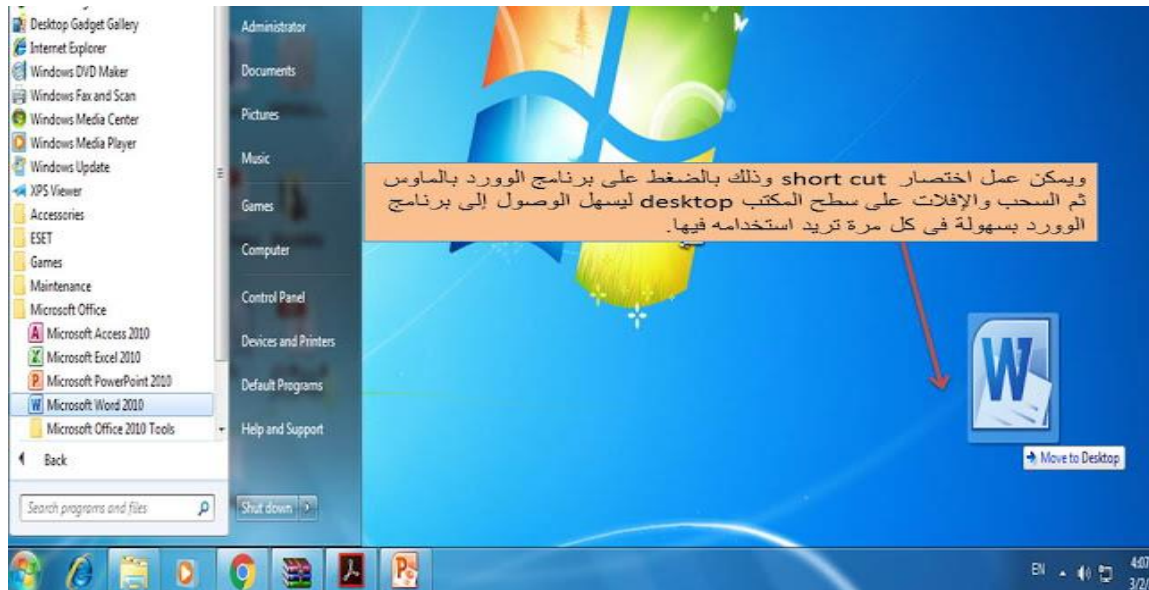 Desktop Gadget Gallery
Internet Explorer
Windows DVD Maker
Windows Fax and Scan
Windows Media Center
Windows Media Player
Windows Update
XPS Viewer
Accessories
ESET
Games
Maintenance
Microsoft Office
Microsoft Access 2010
Microsoft Excel 2010
Microsoft PowerPoint 2010
Microsoft Word 2010
Microsoft Office 2010 Tools
Back
Search programs and files
Administrator
Documents
Pictures
Music
Games
Computer
Control Panel
Devices and Printers
Default Programs
Help and Support
Shut down
ويمكن عمل اختصار short cut وذلك بالضغط على برنامج الوورد بالماوس
ثم السحب والإفلات على سطح المكتب desktop ليسهل الوصول إلى برنامج
الوورد بسهولة فى كل مرة تريد استخدامه فيها.
W
Move to Desktop
EN
4:07
3/2/